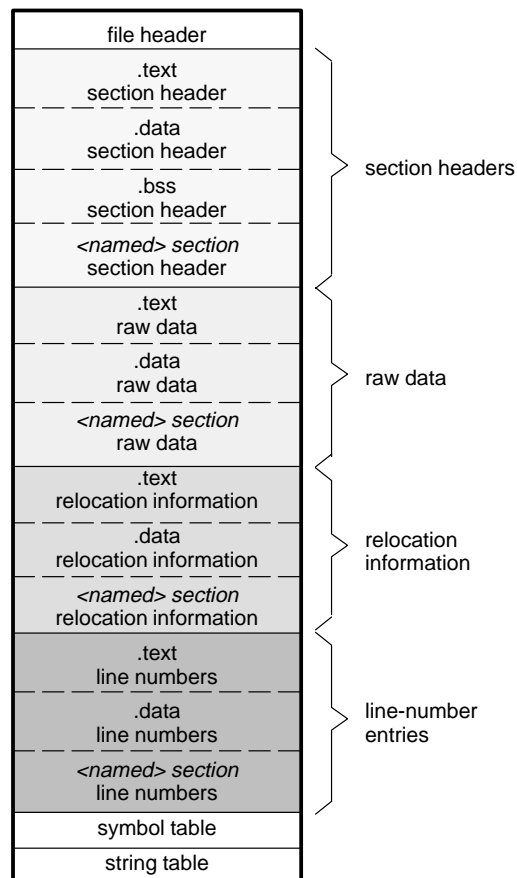 file header
.text
section header
.data
section header
.bss
section header
<named> section
section header
section headers
.text
raw data
.data
raw data
<named> section
raw data
raw data
.text
relocation information
.data
relocation information
<named> section
relocation information
relocation
information
.text
line numbers
.data
line numbers
<named> section
line numbers
line-number
entries
symbol table
string table